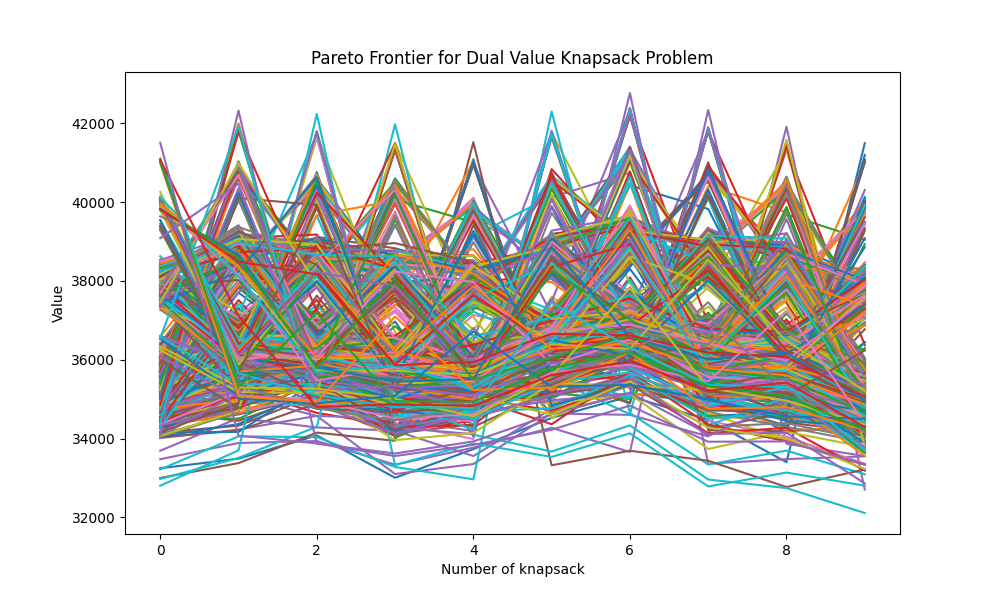 Pareto Frontier for Dual Value Knapsack Problem
42000
40000
38000
36000
34000
32000
Value
0 2 4 6 8
Number of knapsack